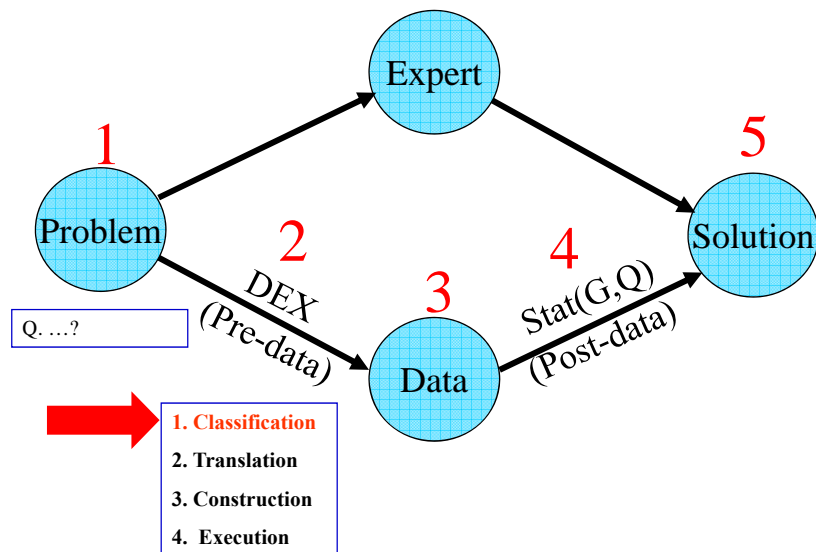 Expert
1
5
Problem
2
4
Solution
DEX
(Pre-data)
3
Stat(G,Q)
(Post-data)
Q. …?
Data
1. Classification
2. Translation
3. Construction
4. Execution